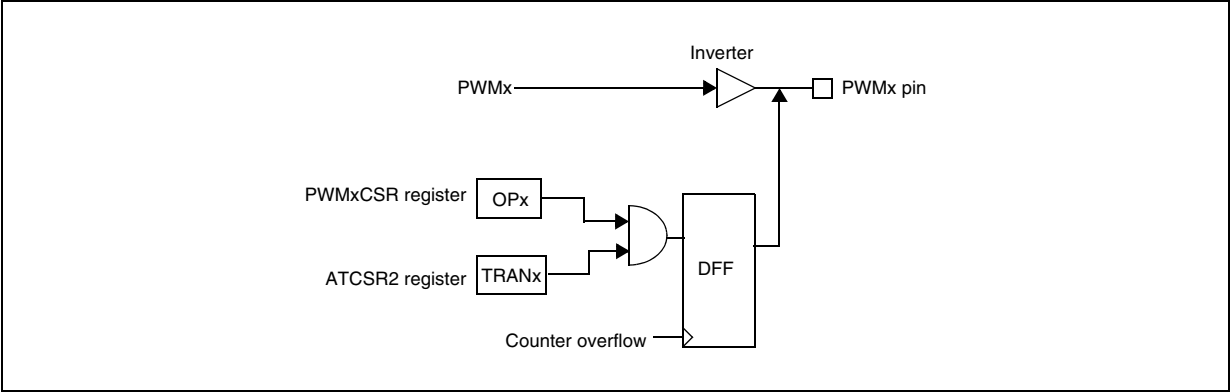 Inverter
PWMx
PWMx pin
PWMxCSR register
OPx
ATCSR2 register
TRANx
DFF
Counter overflow